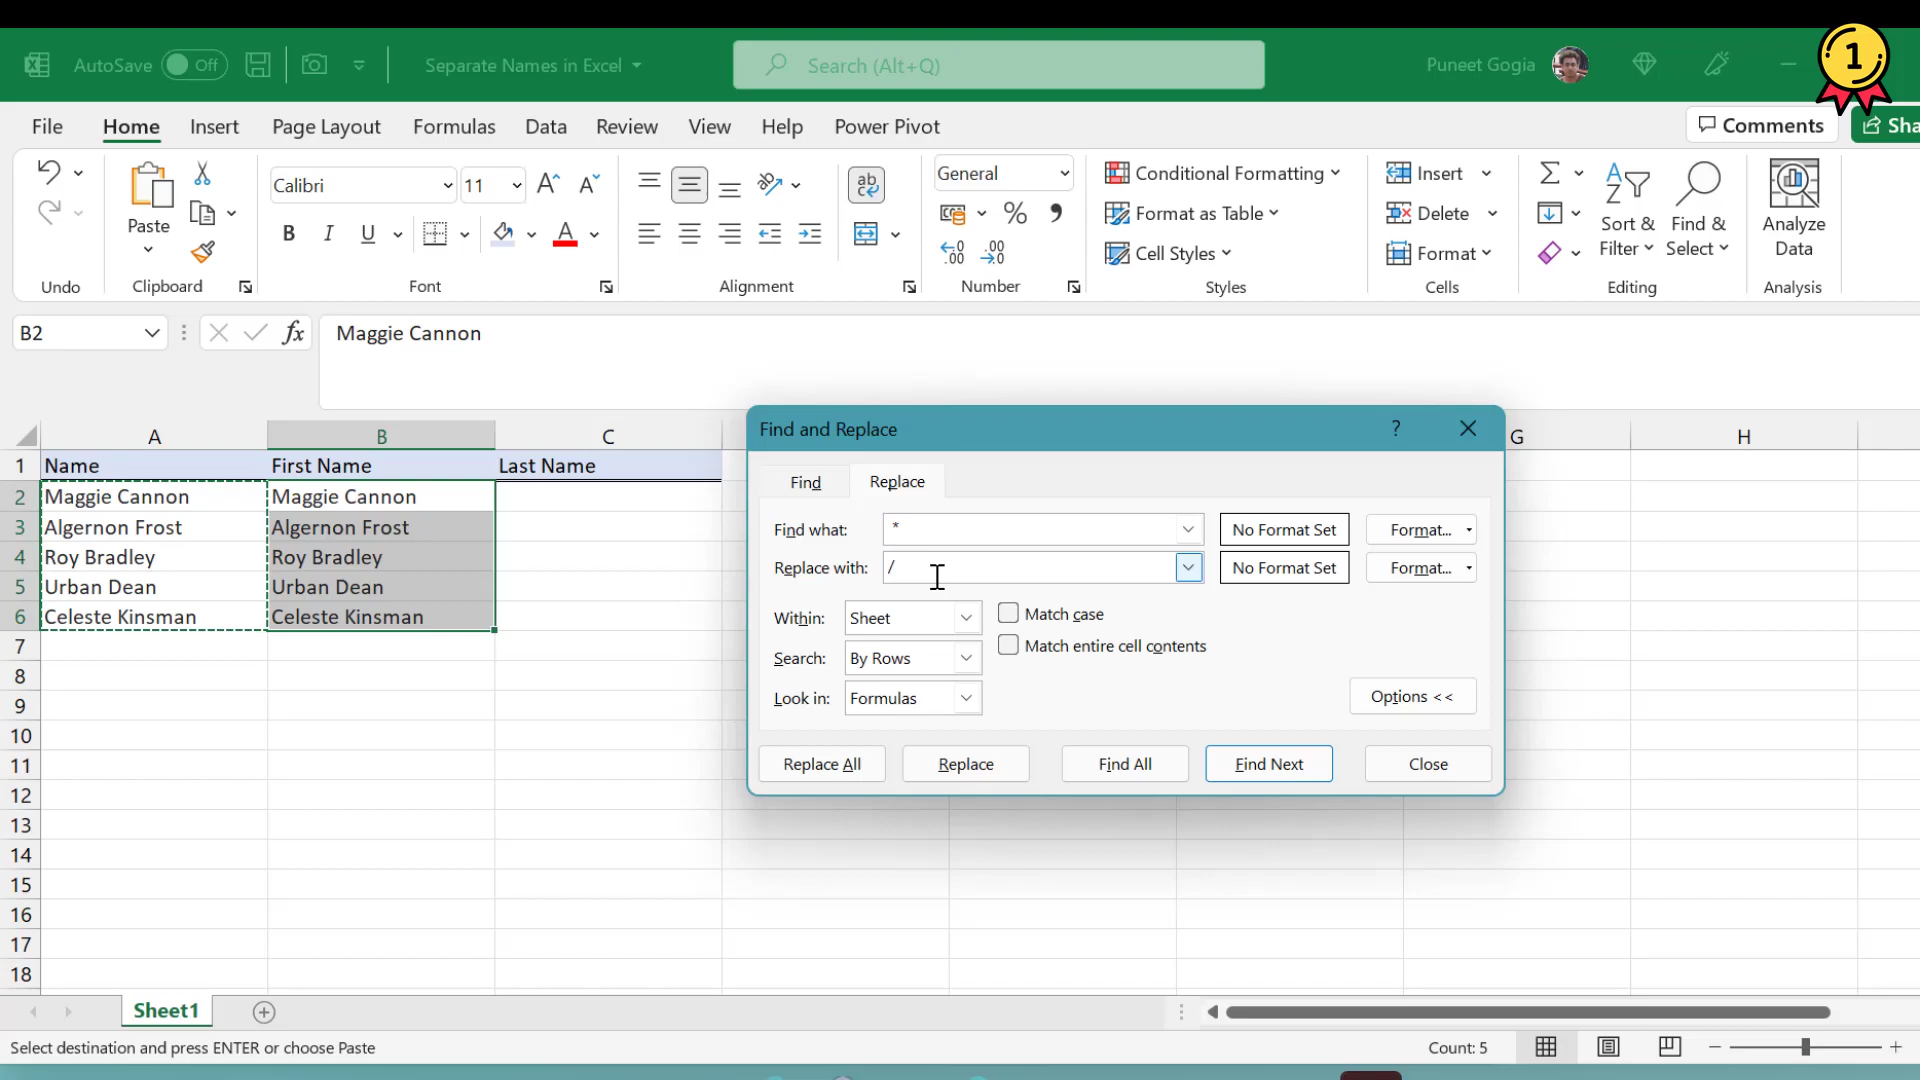 AutoSave Off Separate Names in Excel Search (Alt+Q) Puneet Gogia 1
File Home Insert Page Layout Formulas Data Review View Help Power Pivot Comments Sha
Calibri 11 B I U A ab c General % .00 Conditional Formatting Format as Table Cell Styles Insert Delete Format
Paste Sort & Filter Find & Select Analyze Data
Undo Clipboard Font Alignment Number Styles Cells Editing Analysis
B2 fx Maggie Cannon
A B C G H
1 Name First Name Last Name
2 Maggie Cannon Maggie Cannon
3 Algernon Frost Algernon Frost
4 Roy Bradley Roy Bradley
5 Urban Dean Urban Dean
6 Celeste Kinsman Celeste Kinsman
7
8
9
10
11
12
13
14
15
16
17
18
Find and Replace ?
Find Replace
Find what: * No Format Set Format...
Replace with: / No Format Set Format...
Within: Sheet Match case
Search: By Rows Match entire cell contents
Look in: Formulas Options <<
Replace All Replace Find All Find Next Close
Sheet1
Select destination and press ENTER or choose Paste Count: 5